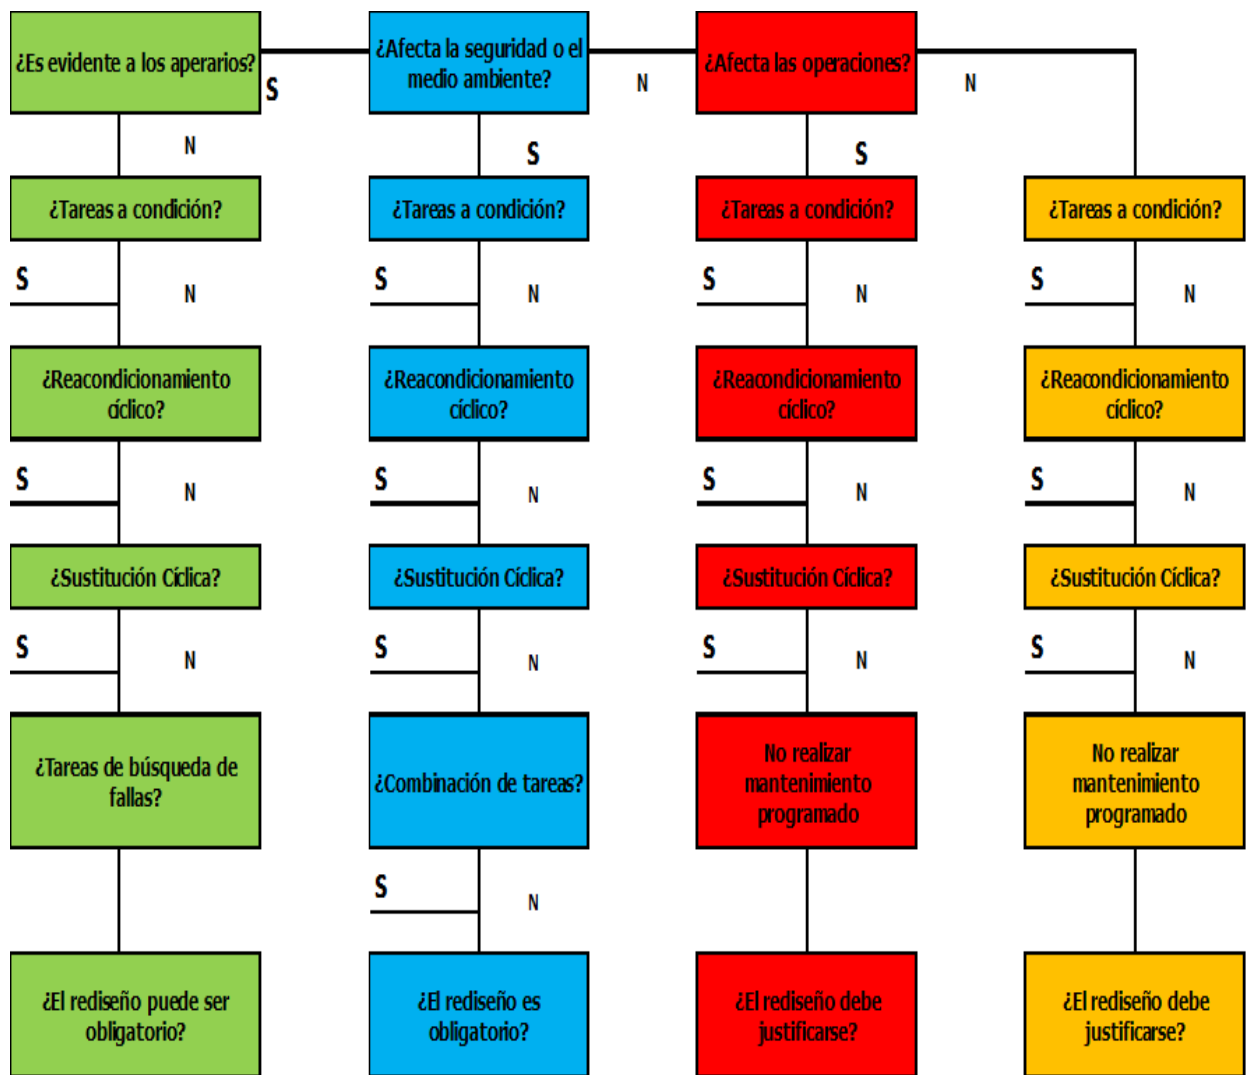 ¿Es evidente a los aperarios?
¿Afecta la seguridad o el
medio ambiente?
¿Afecta las operaciones?
S
N
N
N
S
S
¿Tareas a condición?
¿Tareas a condición?
¿Tareas a condición?
¿Tareas a condición?
S
N
S
N
S
N
S
N
¿Reacondicionamiento
cíclico?
¿Reacondicionamiento
cíclico?
¿Reacondicionamiento
cíclico?
¿Reacondicionamiento
cíclico?
S
N
S
N
S
N
S
N
¿Sustitución Cíclica?
¿Sustitución Cíclica?
¿Sustitución Cíclica?
¿Sustitución Cíclica?
S
N
S
N
S
N
S
N
¿Tareas de búsqueda de
fallas?
¿Combinación de tareas?
No realizar
mantenimiento
programado
No realizar
mantenimiento
programado
S
N
¿El rediseño puede ser
obligatorio?
¿El rediseño es
obligatorio?
¿El rediseño debe
justificarse?
¿El rediseño debe
justificarse?